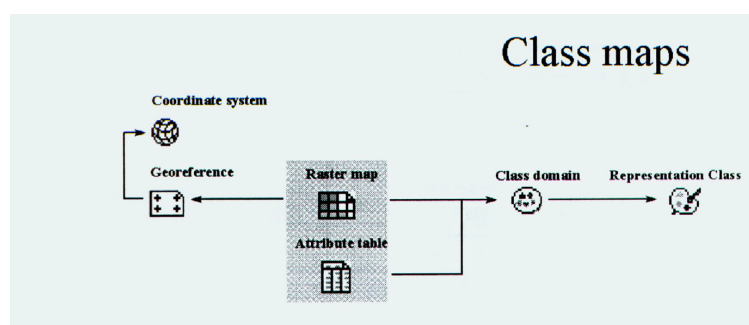 Class maps
Coordinate system
Georeference
Raster map
Class domain
Representation Class
Attribute table